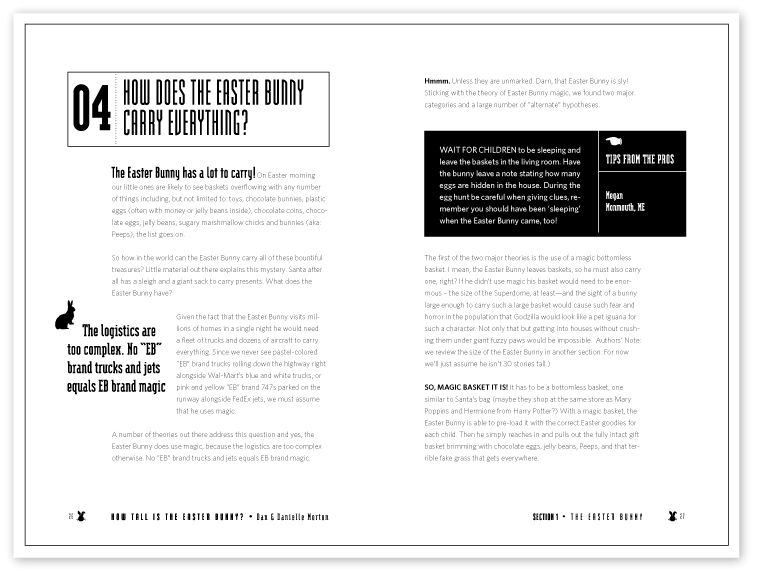 04
HOW DOES THE EASTER BUNNY
CARRY EVERYTHING?
The Easter Bunny has a lot to carry! On Easter morning
our little ones are likely to see baskets overflowing with any number
of things including, but not limited to: toys, chocolate bunnies, plastic
eggs (often with money or jelly beans inside), chocolate coins, choco-
late eggs, jelly beans, sugary marshmallow chicks and bunnies (aka:
Peeps), the list goes on.
So how in the world can the Easter Bunny carry all of these bountiful
treasures? Little material out there explains this mystery. Santa after
all has a sleigh and a giant sack to carry presents. What does the
Easter Bunny have?
The logistics are
too complex. No "EB"
brand trucks and jets
equals EB brand magic
Given the fact that the Easter Bunny visits mil-
lions of homes in a single night he would need
a fleet of trucks and dozens of aircraft to carry
everything. Since we never see pastel-colored
"EB" brand trucks rolling down the highway right
alongside Wal-Mart's blue and white trucks, or
pink and yellow "EB" brand 747s parked on the
runway alongside FedEx jets, we must assume
that he uses magic.
A number of theories out there address this question and yes, the
Easter Bunny does use magic, because the logistics are too complex
otherwise. No "EB" brand trucks and jets equals EB brand magic.
HOW TALL IS THE EASTER BUNNY? • Dan & Danielle Morton
Hmmm. Unless they are unmarked. Darn, that Easter Bunny is sly!
Sticking with the theory of Easter Bunny magic, we found two major
categories and a large number of "alternate" hypotheses.
WAIT FOR CHILDREN to be sleeping and
leave the baskets in the living room. Have
the bunny leave a note stating how many
eggs are hidden in the house. During the
egg hunt be careful when giving clues, re-
member you should have been 'sleeping'
when the Easter Bunny came, too!
TIPS FROM THE PROS
Megan
Monmouth, ME
The first of the two major theories is the use of a magic bottomless
basket. I mean, the Easter Bunny leaves baskets, so he must also carry
one, right? If he didn't use magic his basket would need to be enor-
mous – the size of the Superdome, at least—and the sight of a bunny
large enough to carry such a large basket would cause such fear and
horror in the population that Godzilla would look like a pet iguana for
such a character. Not only that but getting into houses without crush-
ing them under giant fuzzy paws would be impossible. Authors' Note:
we review the size of the Easter Bunny in another section. For now
we'll just assume he isn't 30 stories tall.)
SO, MAGIC BASKET IT IS! It has to be a bottomless basket, one
similar to Santa's bag (maybe they shop at the same store as Mary
Poppins and Hermione from Harry Potter?) With a magic basket, the
Easter Bunny is able to pre-load it with the correct Easter goodies for
each child. Then he simply reaches in and pulls out the fully intact gift
basket brimming with chocolate eggs, jelly beans, Peeps, and that ter-
rible fake grass that gets everywhere.
SECTION 1 • THE EASTER BUNNY